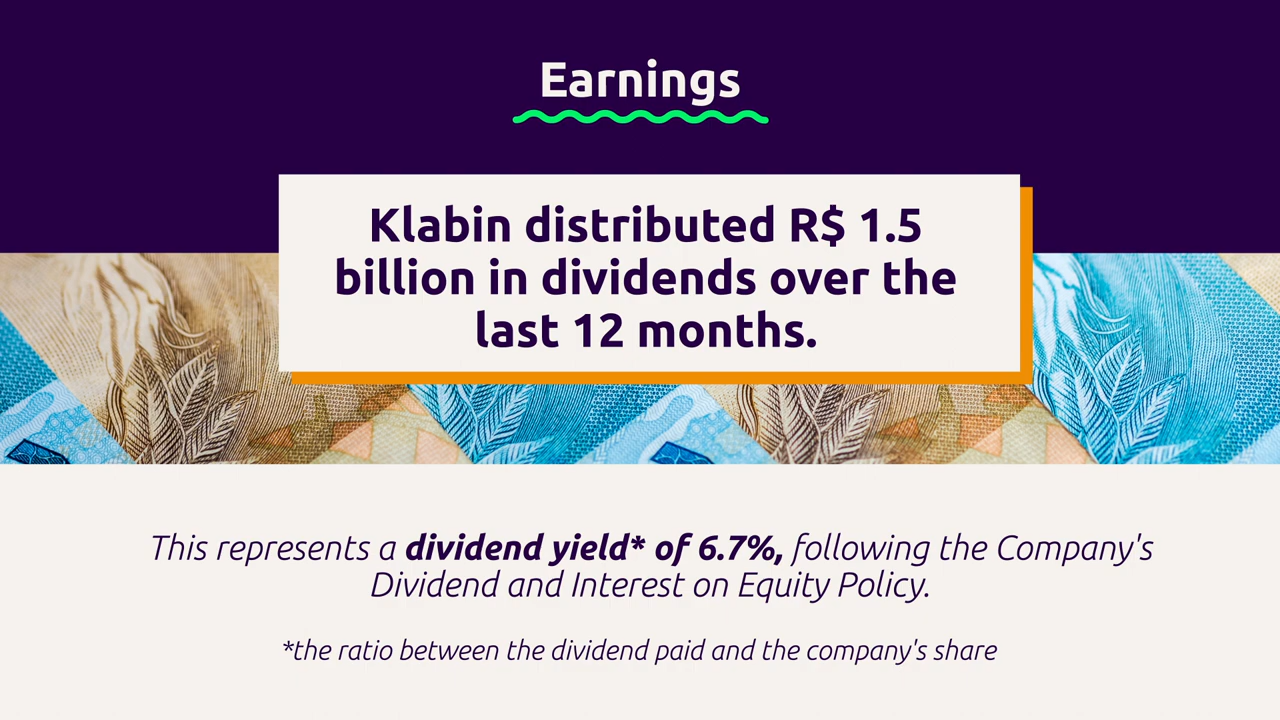 Earnings
Klabin distributed R$ 1.5
billion in dividends over the
last 12 months.
This represents a dividend yield* of 6.7%, following the Company's
Dividend and Interest on Equity Policy.
*the ratio between the dividend paid and the company's share